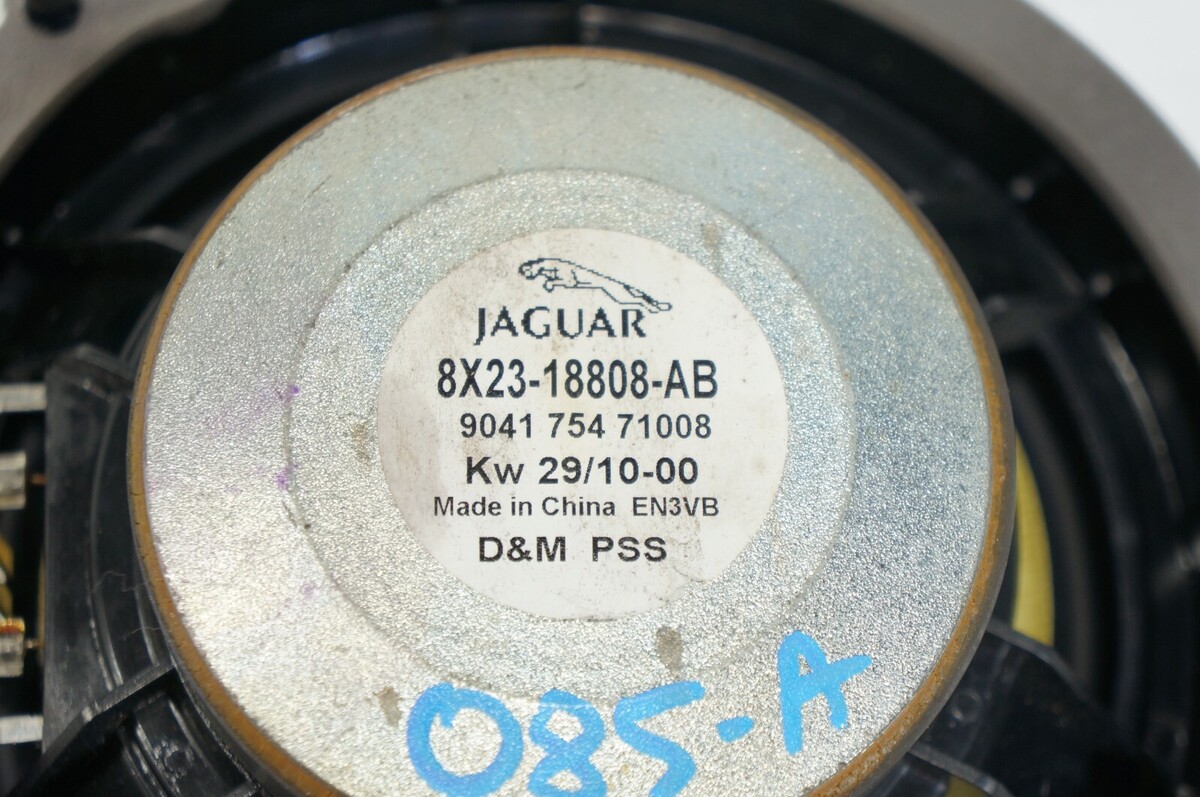 JAGUAR
8X23-18808-AB
9041 754 71008
Kw 29/10-00
Made in China EN3VB
D&M PSS
085-A